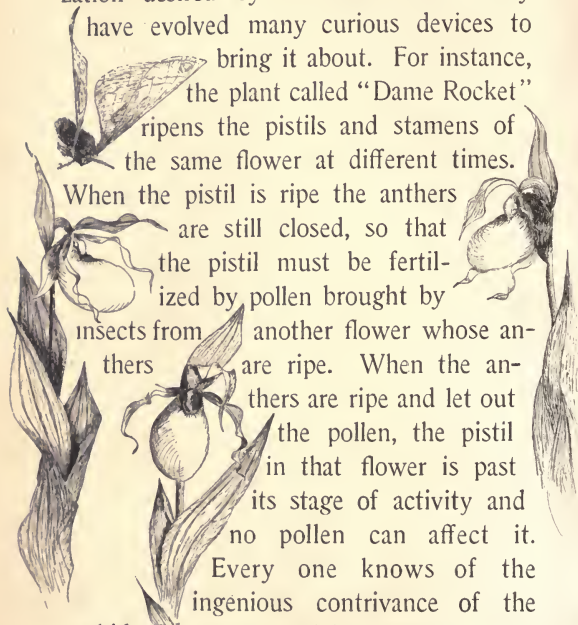 have evolved many curious devices to
bring it about. For instance,
the plant called “Dame Rocket”
ripens the pistils and stamens of
the same flower at different times.
When the pistil is ripe the anthers
are still closed, so that
the pistil must be fertil-
ized by pollen brought by
insects from another flower whose an-
thers are ripe. When the an-
thers are ripe and let out
the pollen, the pistil
in that flower is past
its stage of activity and
no pollen can affect it.
Every one knows of the
ingenious contrivance of the